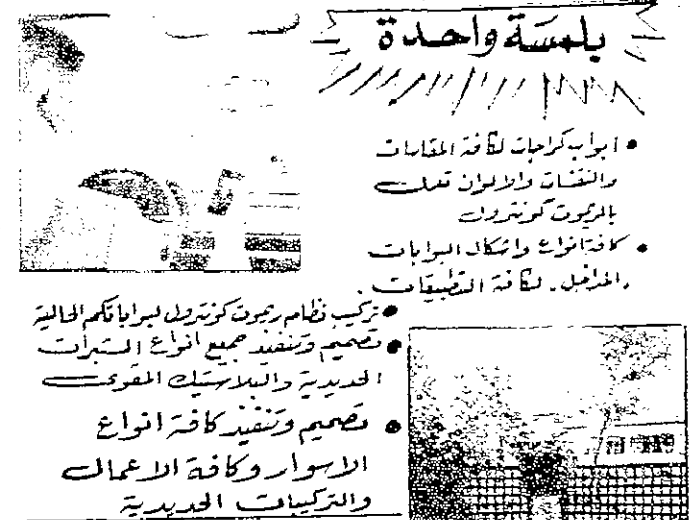 بلمسة واحدة
• ابواب كراجات لكافة المقاسات
والنقشات والالوان تعمل
بالريموت كونترول
• كافة انواع واشكال البوابات
والمداخل . لكافة التطبيقات .
• تركيب نظام ريموت كونترول لبواباتكم الحالية
• تصميم وتنفيذ جميع انواع السترات
الحديدية والبلاستيك المقوى
• تصميم وتنفيذ كافة انواع
الاسوار وكافة الاعمال
والتركيبات الحديدية